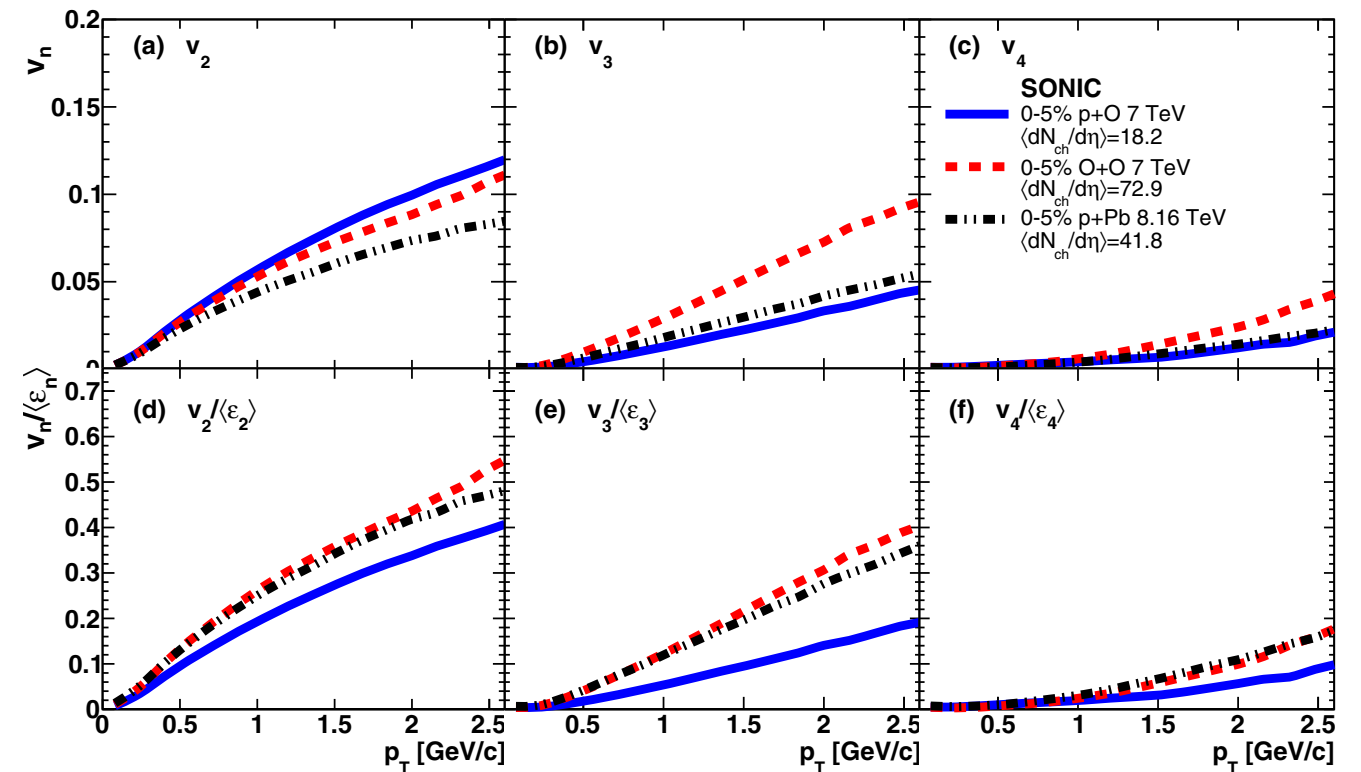 v_n
0.2
0.15
0.1
0.05
0
(a) v_2
(b) v_3
(c) v_4
SONIC
0-5% p+O 7 TeV
⟨dN_ch/dη⟩=18.2
0-5% O+O 7 TeV
⟨dN_ch/dη⟩=72.9
0-5% p+Pb 8.16 TeV
⟨dN_ch/dη⟩=41.8
v_n/⟨ε_n⟩
0.7
0.6
0.5
0.4
0.3
0.2
0.1
0
(d) v_2/⟨ε_2⟩
(e) v_3/⟨ε_3⟩
(f) v_4/⟨ε_4⟩
0 0.5 1 1.5 2 2.5
0 0.5 1 1.5 2 2.5
0.5 1 1.5 2 2.5
p_T [GeV/c]
p_T [GeV/c]
p_T [GeV/c]